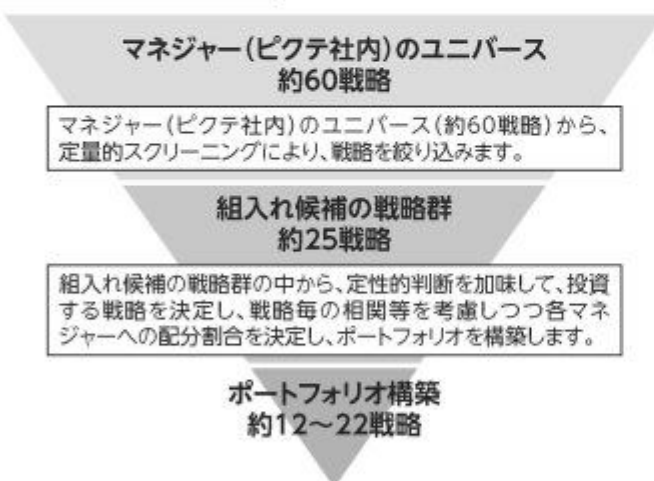 マネジャー(ピクテ社内)のユニバース
約60戦略
マネジャー(ピクテ社内)のユニバース(約60戦略)から、
定量的スクリーニングにより、戦略を絞り込みます。
組入れ候補の戦略群
約25戦略
組入れ候補の戦略群の中から、定性的判断を加味して、投資
する戦略を決定し、戦略毎の相関等を考慮しつつ各マネ
ジャーへの配分割合を決定し、ポートフォリオを構築します。
ポートフォリオ構築
約12～22戦略